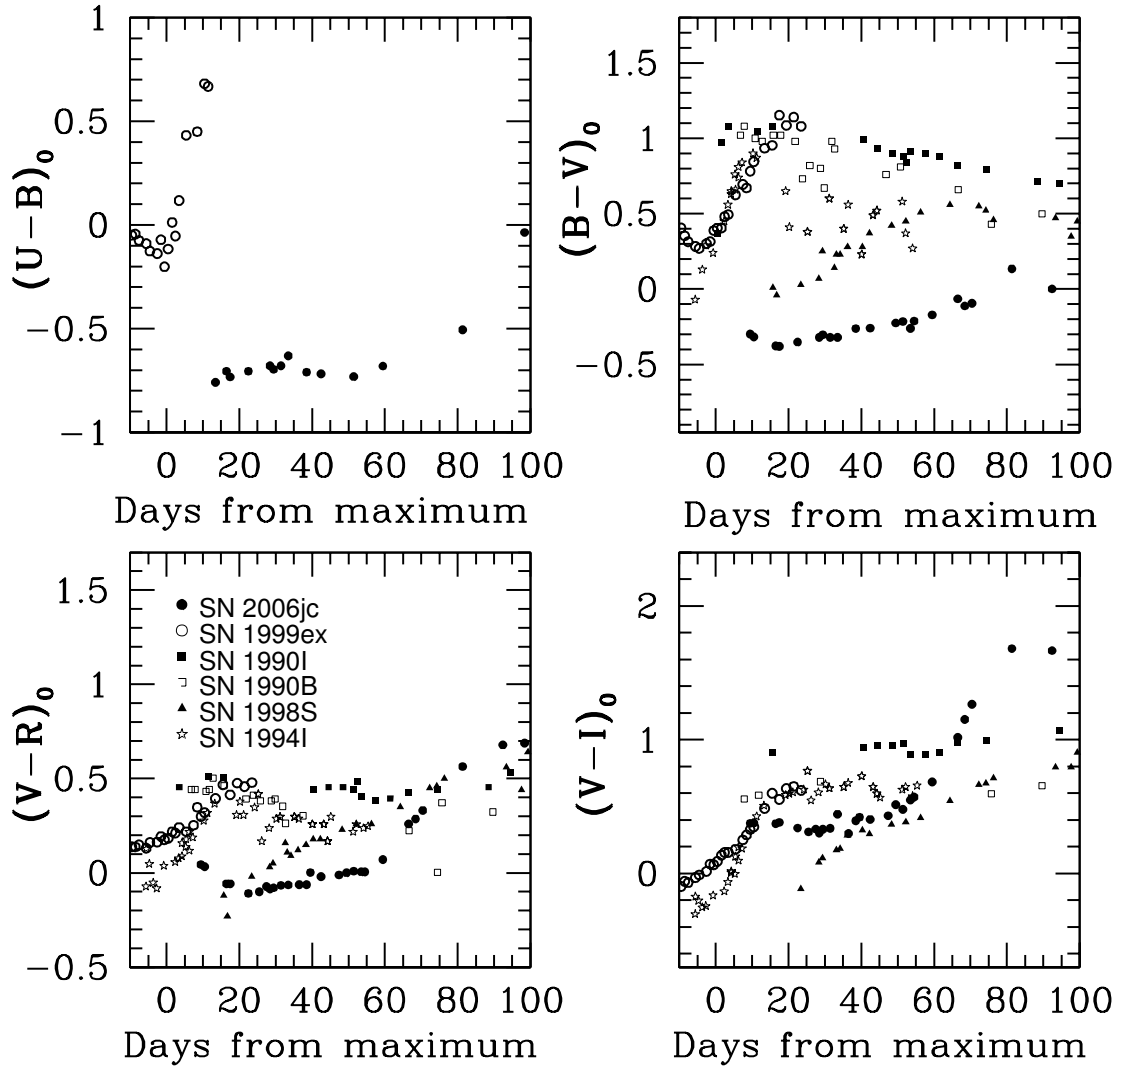 1
0.5
0
−0.5
−1
(U−B)0
0 20 40 60 80 100
Days from maximum
1.5
1
0.5
0
−0.5
(B−V)0
0 20 40 60 80 100
Days from maximum
1.5
1
0.5
0
−0.5
(V−R)0
SN 2006jc
SN 1999ex
SN 1990I
SN 1990B
SN 1998S
SN 1994I
0 20 40 60 80 100
Days from maximum
2
1
0
(V−I)0
0 20 40 60 80 100
Days from maximum